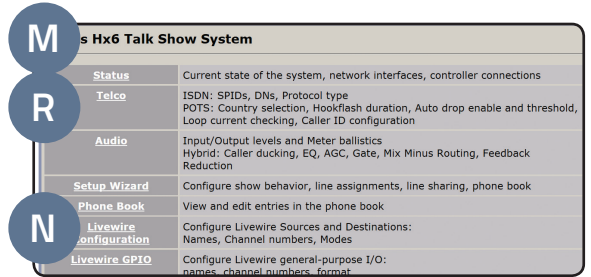 M
s Hx6 Talk Show System
Status
Current state of the system, network interfaces, controller connections
R
Telco
ISDN: SPIDs, DNs, Protocol type
POTS: Country selection, Hookflash duration, Auto drop enable and threshold,
Loop current checking, Caller ID configuration
Audio
Input/Output levels and Meter ballistics
Hybrid: Caller ducking, EQ, AGC, Gate, Mix Minus Routing, Feedback
Reduction
Setup Wizard
Configure show behavior, line assignments, line sharing, phone book
Phone Book
View and edit entries in the phone book
N
Livewire
onfiguration
Configure Livewire Sources and Destinations:
Names, Channel numbers, Modes
Livewire GPIO
Configure Livewire general-purpose I/O:
names, channel numbers, format